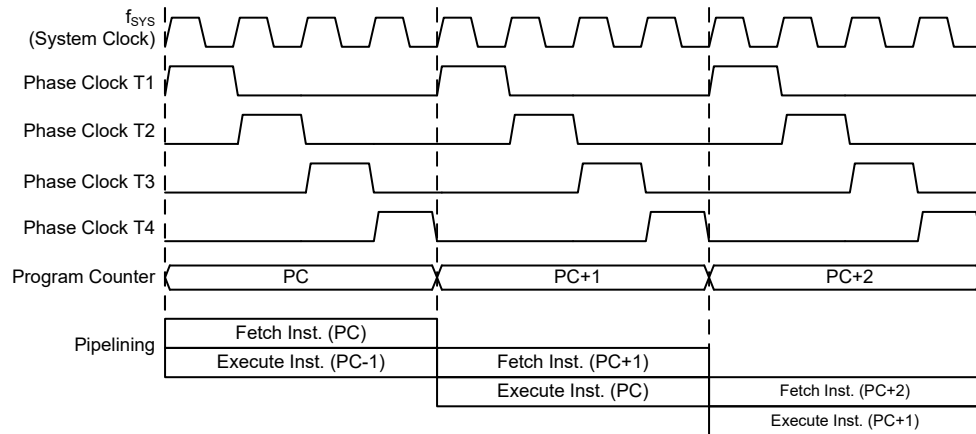 fSYS
(System Clock)
Phase Clock T1
Phase Clock T2
Phase Clock T3
Phase Clock T4
Program Counter PC PC+1 PC+2
Pipelining
Fetch Inst. (PC)
Execute Inst. (PC-1) Fetch Inst. (PC+1)
Execute Inst. (PC) Fetch Inst. (PC+2)
Execute Inst. (PC+1)